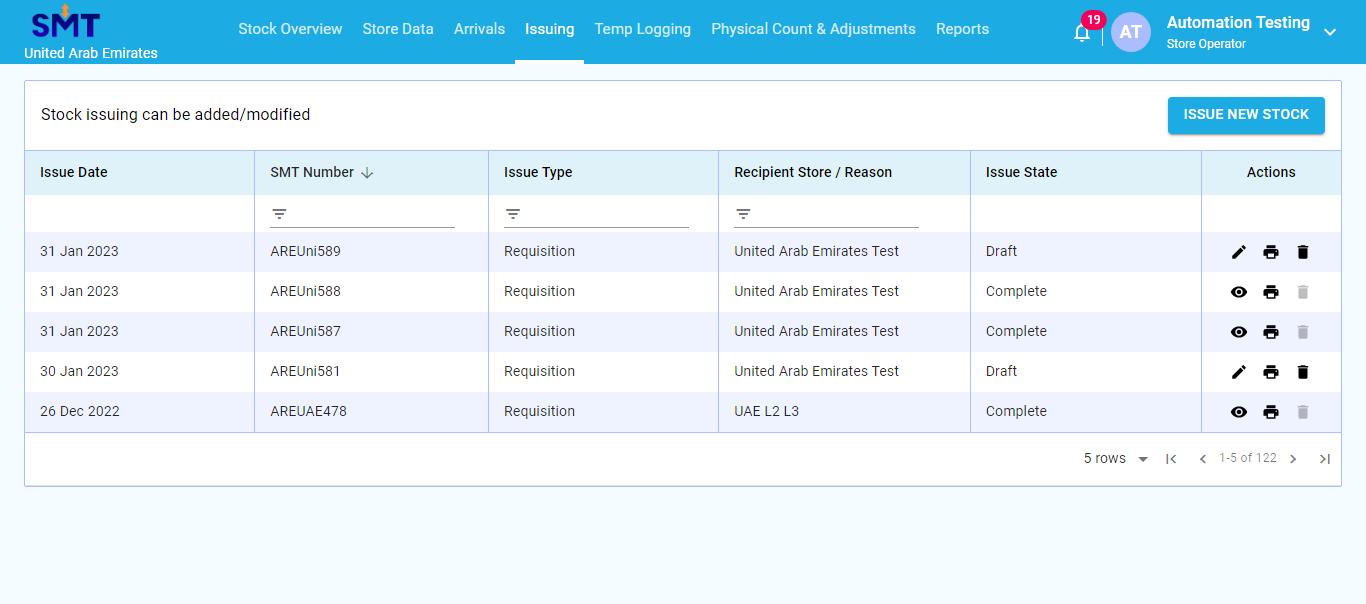 SMT
United Arab Emirates
Stock Overview Store Data Arrivals Issuing Temp Logging Physical Count & Adjustments Reports
19
AT
Automation Testing
Store Operator
Stock issuing can be added/modified
ISSUE NEW STOCK
Issue Date SMT Number Issue Type Recipient Store / Reason Issue State Actions
31 Jan 2023 AREUni589 Requisition United Arab Emirates Test Draft
31 Jan 2023 AREUni588 Requisition United Arab Emirates Test Complete
31 Jan 2023 AREUni587 Requisition United Arab Emirates Test Complete
30 Jan 2023 AREUni581 Requisition United Arab Emirates Test Draft
26 Dec 2022 AREUAE478 Requisition UAE L2 L3 Complete
5 rows 1-5 of 122